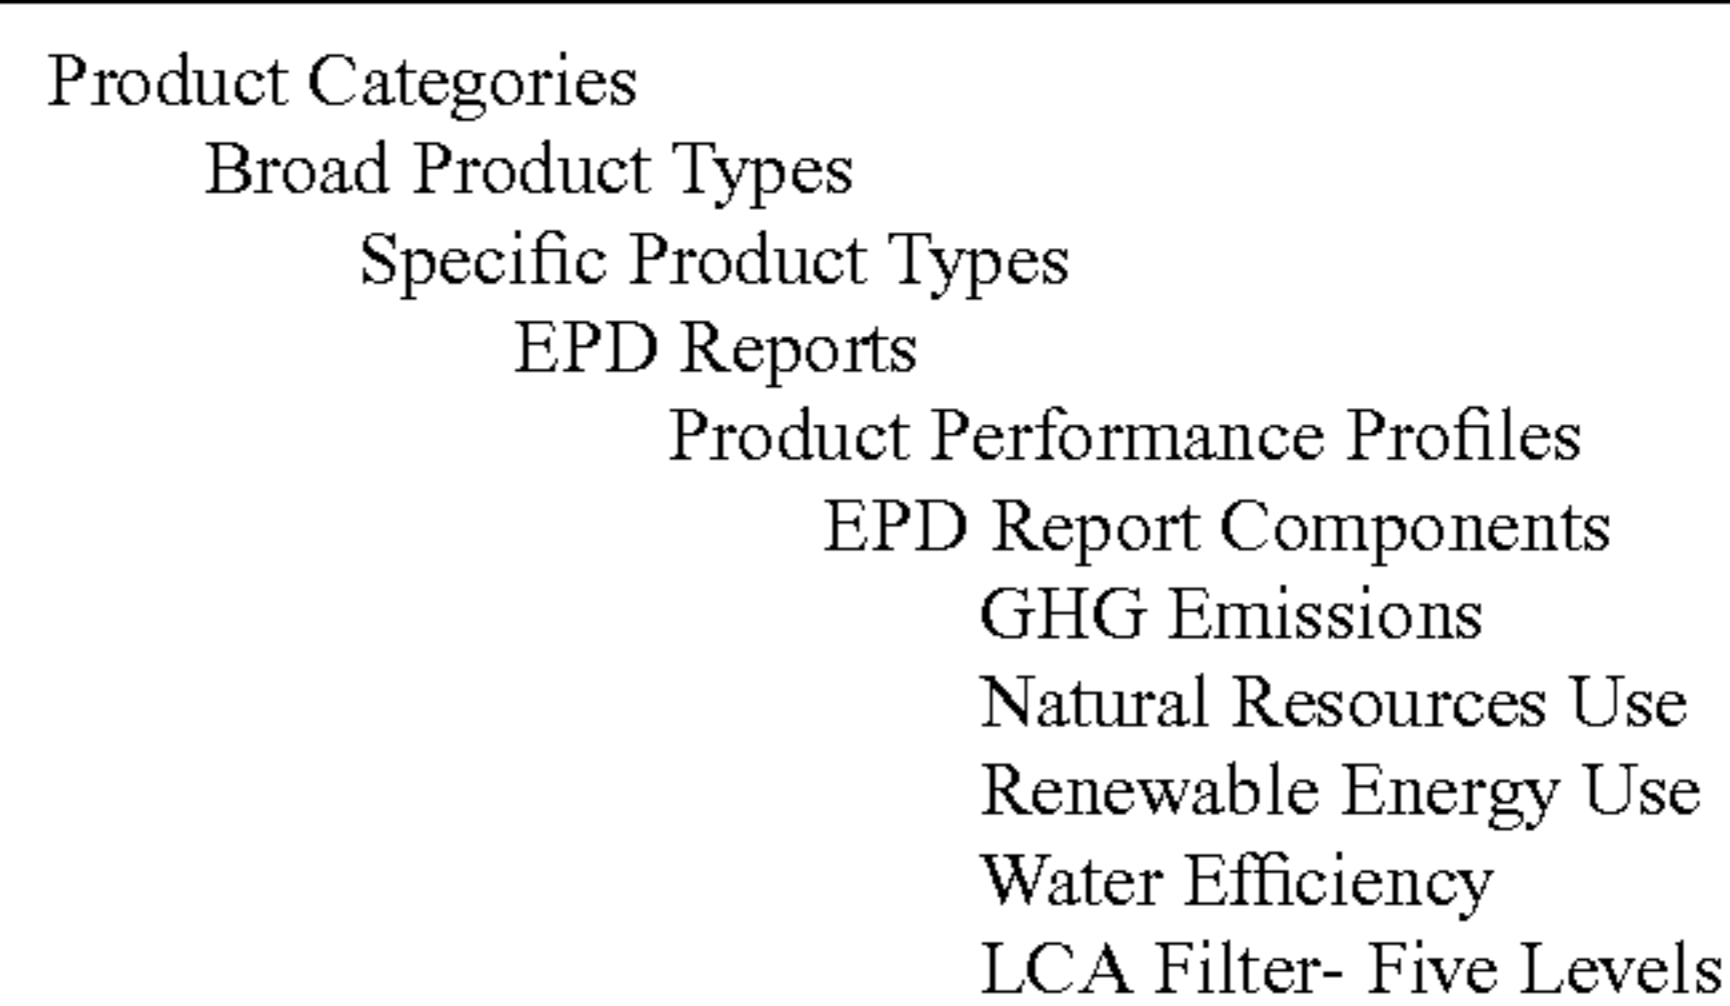 Product Categories
Broad Product Types
Specific Product Types
EPD Reports
Product Performance Profiles
EPD Report Components
GHG Emissions
Natural Resources Use
Renewable Energy Use
Water Efficiency
LCA Filter- Five Levels